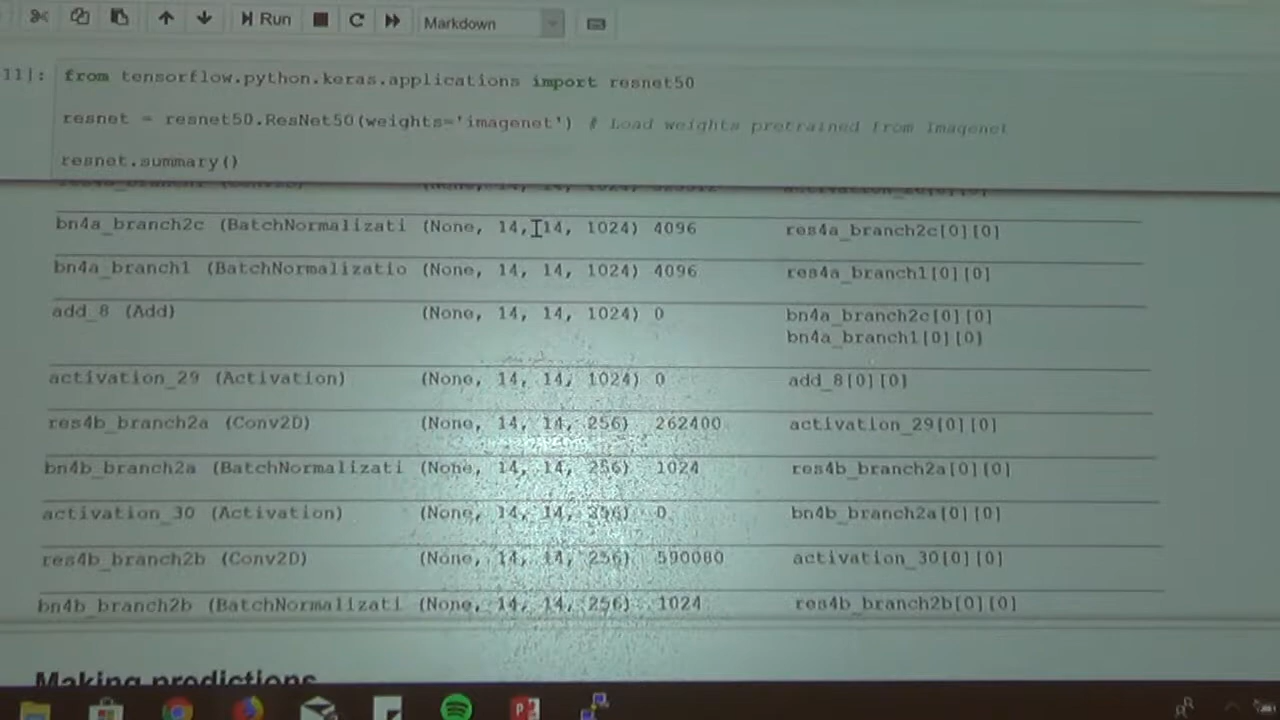 Run Markdown
11]: from tensorflow.python.keras.applications import resnet50
resnet = resnet50.ResNet50(weights='imagenet') # Load weights pretrained from Imagenet
resnet.summary()
bn4a_branch2c (BatchNormalizati (None, 14, 14, 1024) 4096 res4a_branch2c[0][0]
bn4a_branch1 (BatchNormalizatio (None, 14, 14, 1024) 4096 res4a_branch1[0][0]
add_8 (Add) (None, 14, 14, 1024) 0 bn4a_branch2c[0][0]
bn4a_branch1[0][0]
activation_29 (Activation) (None, 14, 14, 1024) 0 add_8[0][0]
res4b_branch2a (Conv2D) (None, 14, 14, 256) 262400 activation_29[0][0]
bn4b_branch2a (BatchNormalizati (None, 14, 14, 256) 1024 res4b_branch2a[0][0]
activation_30 (Activation) (None, 14, 14, 256) 0 bn4b_branch2a[0][0]
res4b_branch2b (Conv2D) (None, 14, 14, 256) 590080 activation_30[0][0]
bn4b_branch2b (BatchNormalizati (None, 14, 14, 256) 1024 res4b_branch2b[0][0]
Making predictions